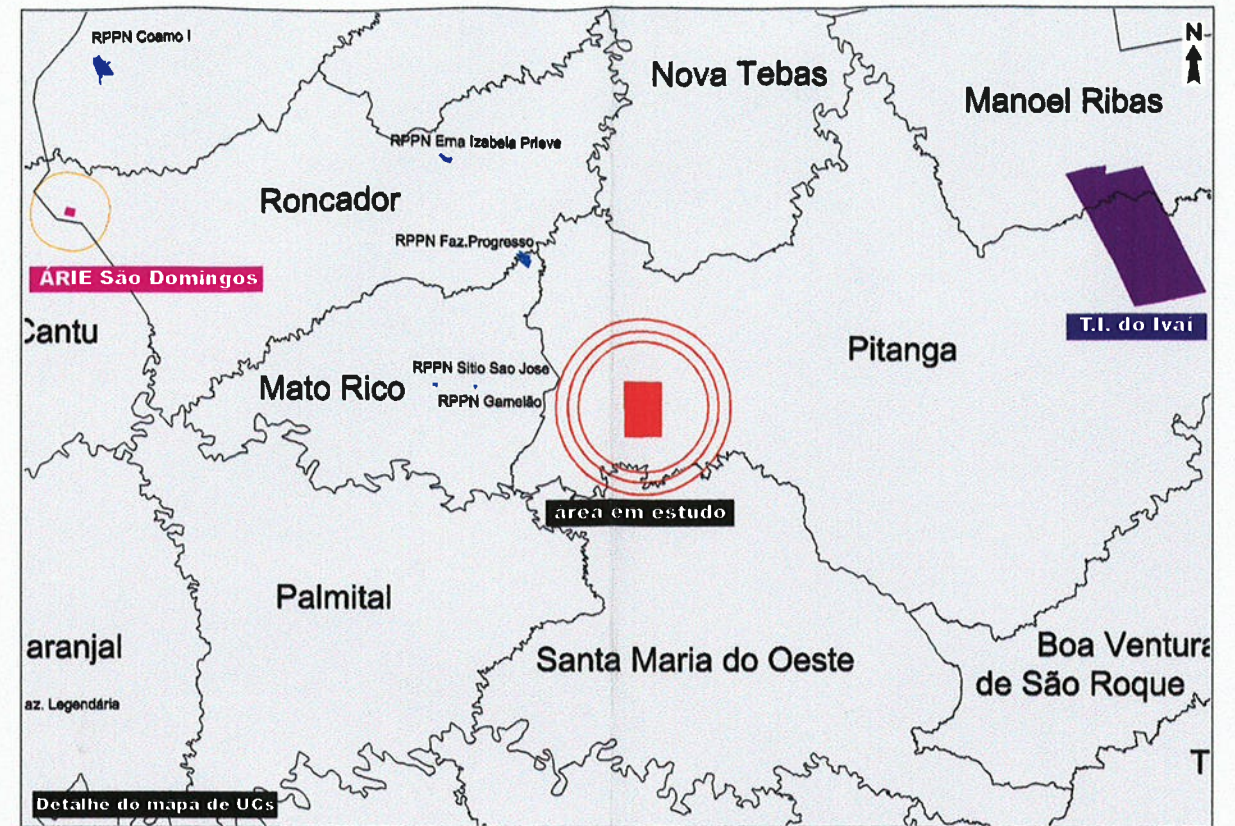 RPPN Coamo I
N
Nova Tebas
Manoel Ribas
RPPN Ema Izabela Prieve
Roncador
RPPN Faz.Progresso
ÁRIE São Domingos
T.I. do Ivaí
Cantu
Pitanga
RPPN Sitio Sao Jose
Mato Rico
RPPN Gamelão
área em estudo
Palmital
aranjal
Santa Maria do Oeste
Boa Ventura
de São Roque
az. Legendária
T
Detalhe do mapa de UCs